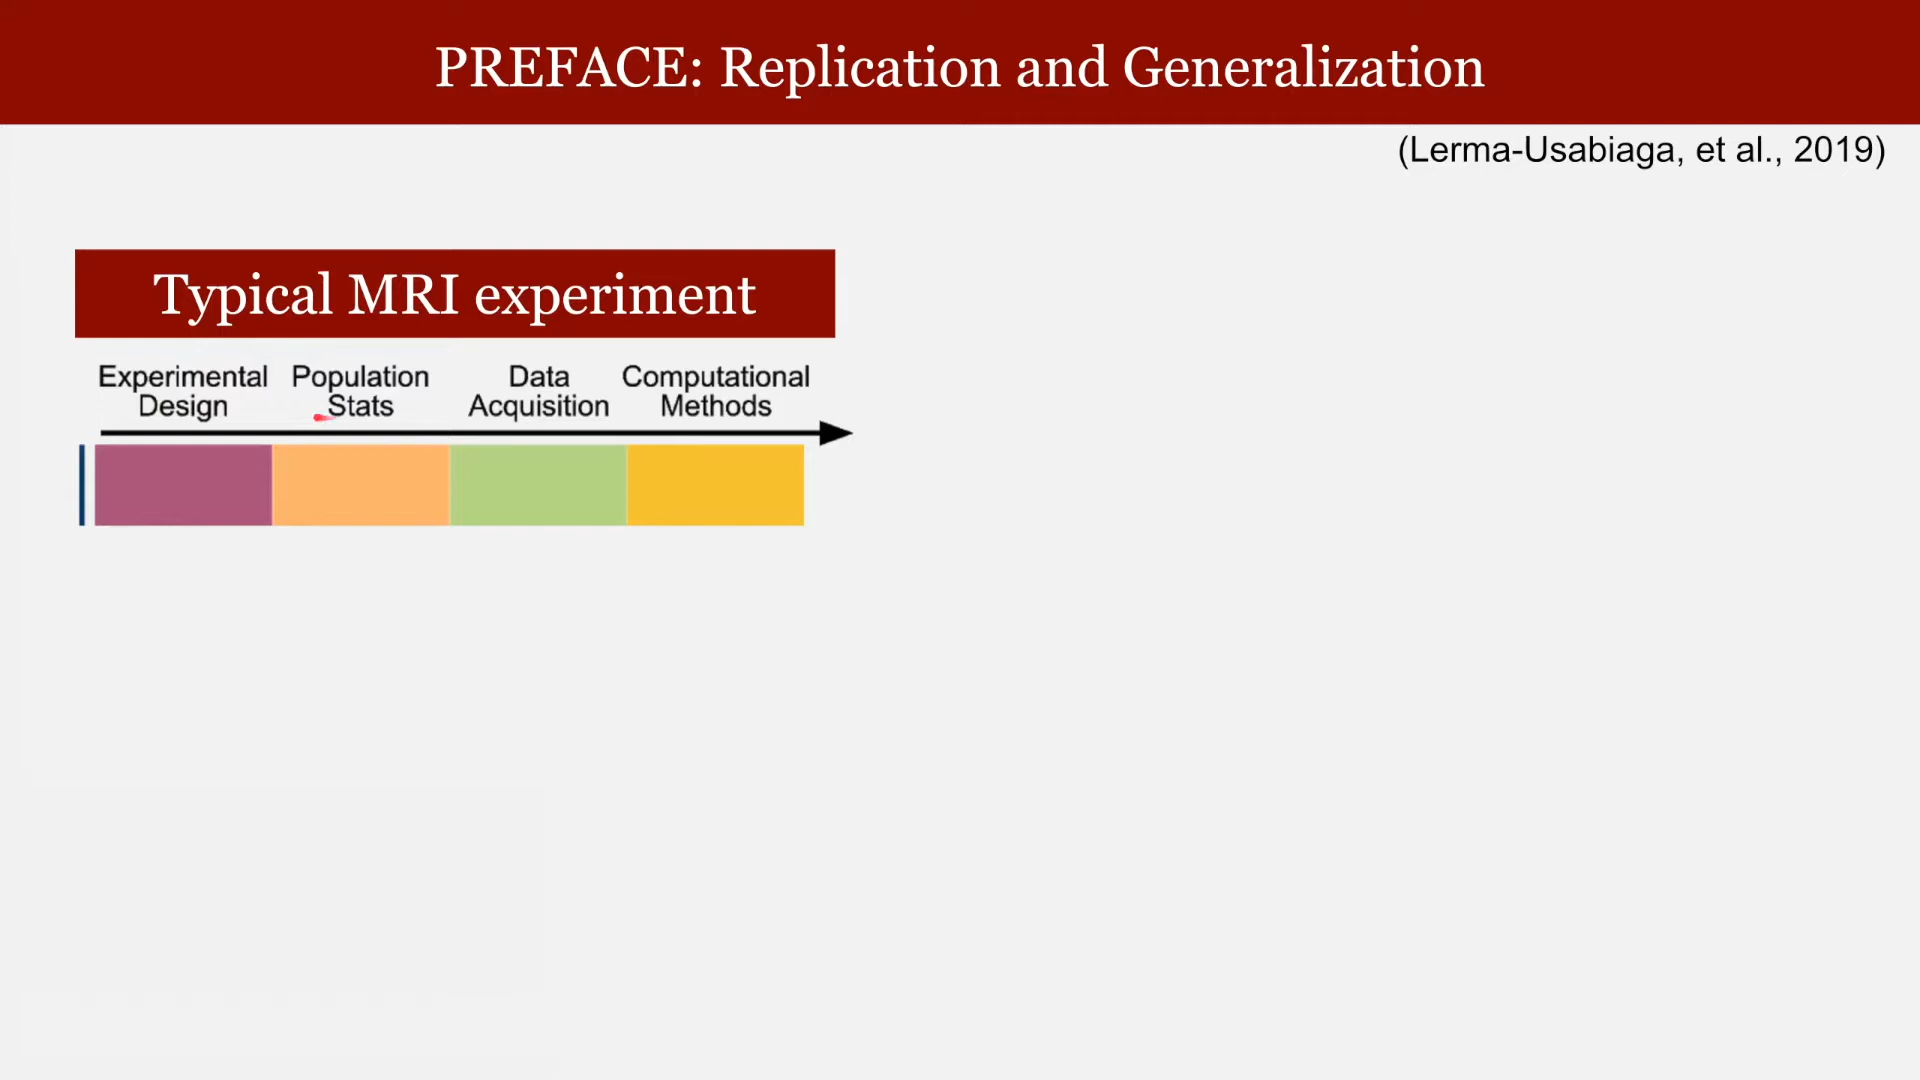 PREFACE: Replication and Generalization
(Lerma-Usabiaga, et al., 2019)
Typical MRI experiment
Experimental Design
Population Stats
Data Acquisition
Computational Methods